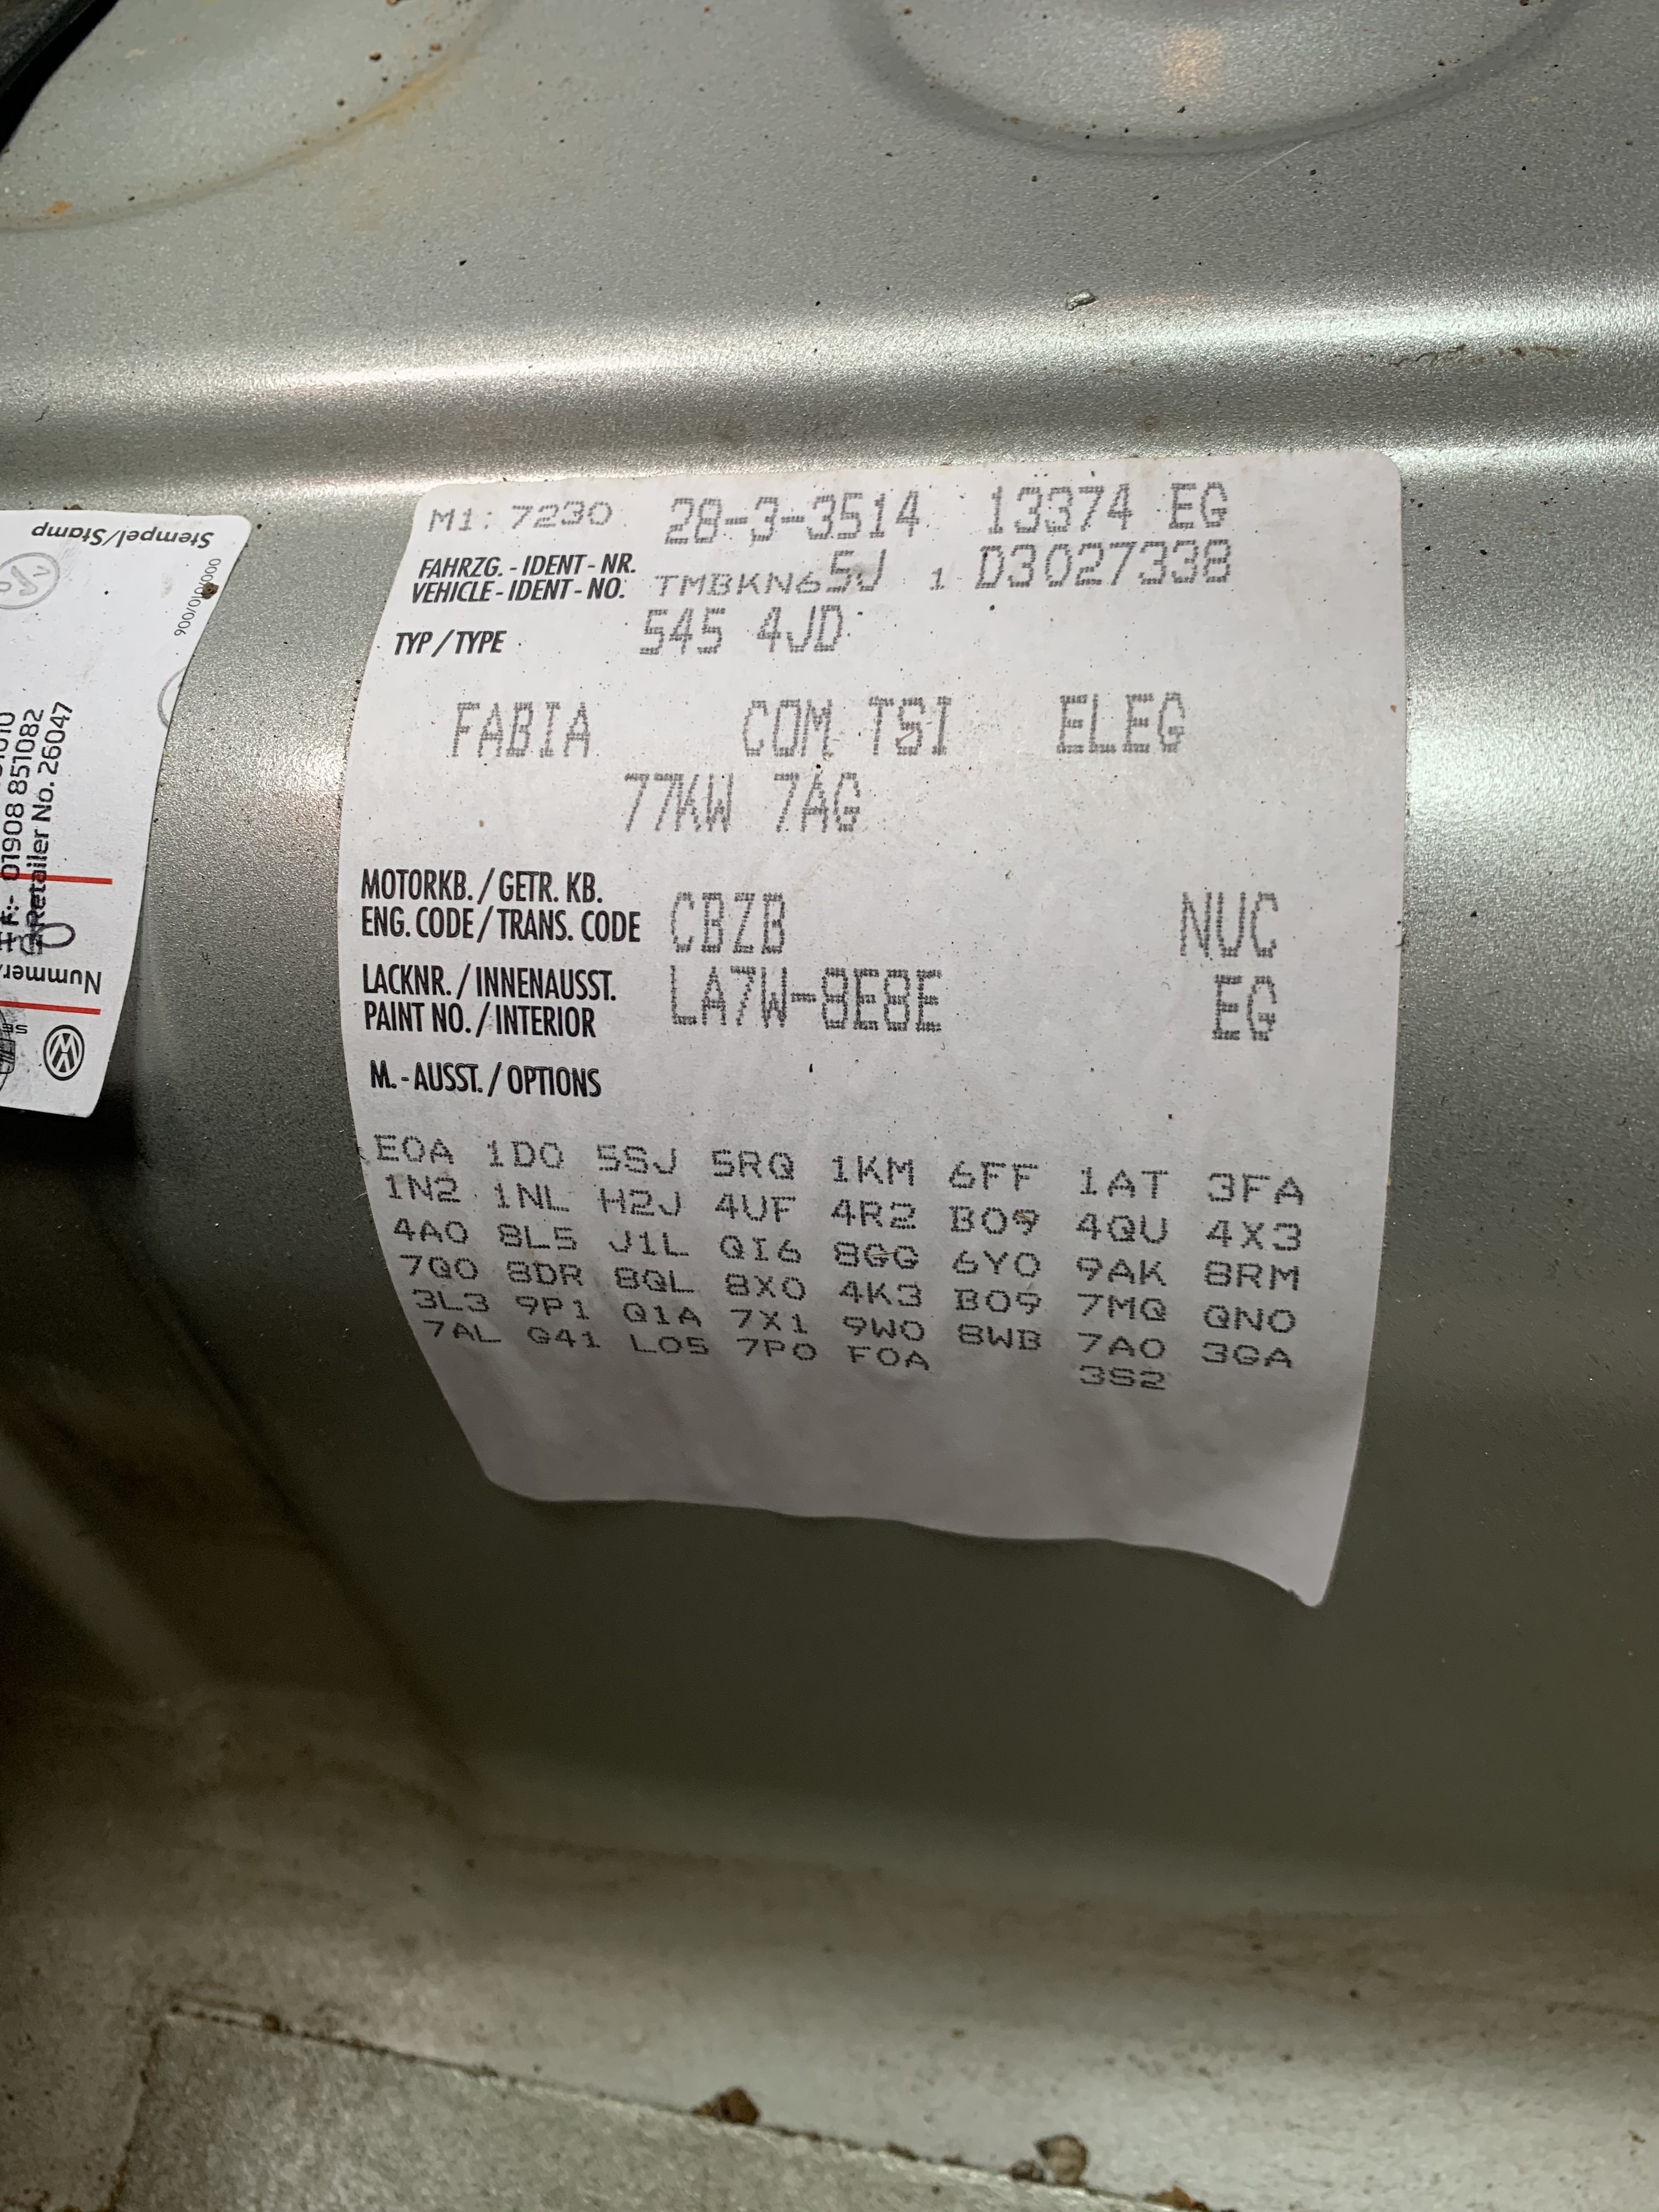 M1: 7230 28-3-3514 13374 EG
FAHRZG. - IDENT - NR.
VEHICLE - IDENT - NO. TMBKN65J 1 D3027338
TYP / TYPE 545 4JD
FABIA COM TSI ELEG
77KW 7AG
MOTORKB. / GETR. KB.
ENG. CODE / TRANS. CODE CBZB NUC
LACKNR. / INNENAUSST.
PAINT NO. / INTERIOR LA7W-8E8E EG
M. - AUSST. / OPTIONS
E0A 1D0 5SJ 5RQ 1KM 6FF 1AT 3FA
1N2 1NL H2J 4UF 4R2 B09 4QU 4X3
4A0 8L5 J1L QI6 8GG 6Y0 9AK 8RM
7Q0 8DR 8QL 8X0 4K3 B09 7MQ QN0
3L3 9P1 Q1A 7X1 9W0 8WB 7A0 3GA
7AL G41 L05 7P0 F0A 3S2
Stempel/Stamp
900/0/0/000
01908 851082
Retailer No. 26047
Nummer